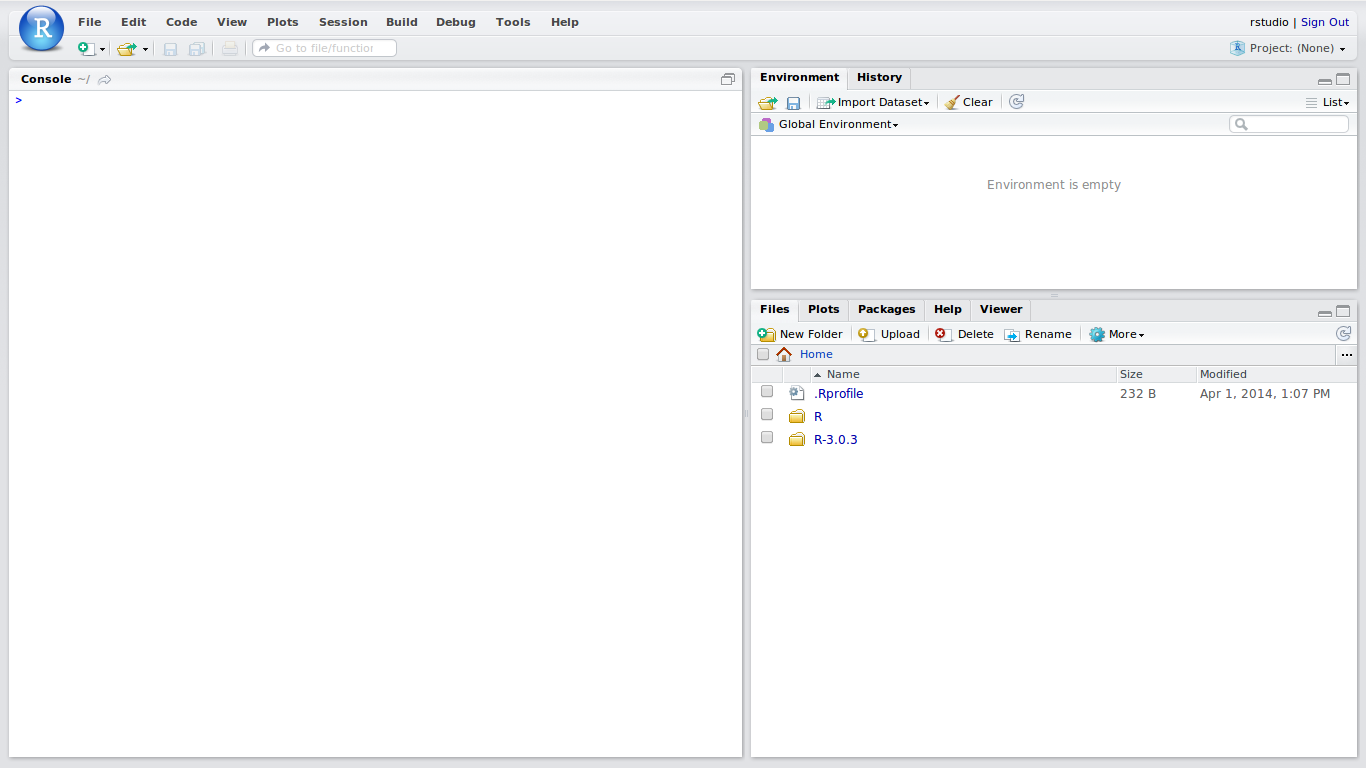 R
File Edit Code View Plots Session Build Debug Tools Help
rstudio | Sign Out
Go to file/function
Project: (None)
Console ~/
>
Environment History
Import Dataset Clear List
Global Environment
Environment is empty
Files Plots Packages Help Viewer
New Folder Upload Delete Rename More
Home ...
Name Size Modified
.Rprofile 232 B Apr 1, 2014, 1:07 PM
R
R-3.0.3